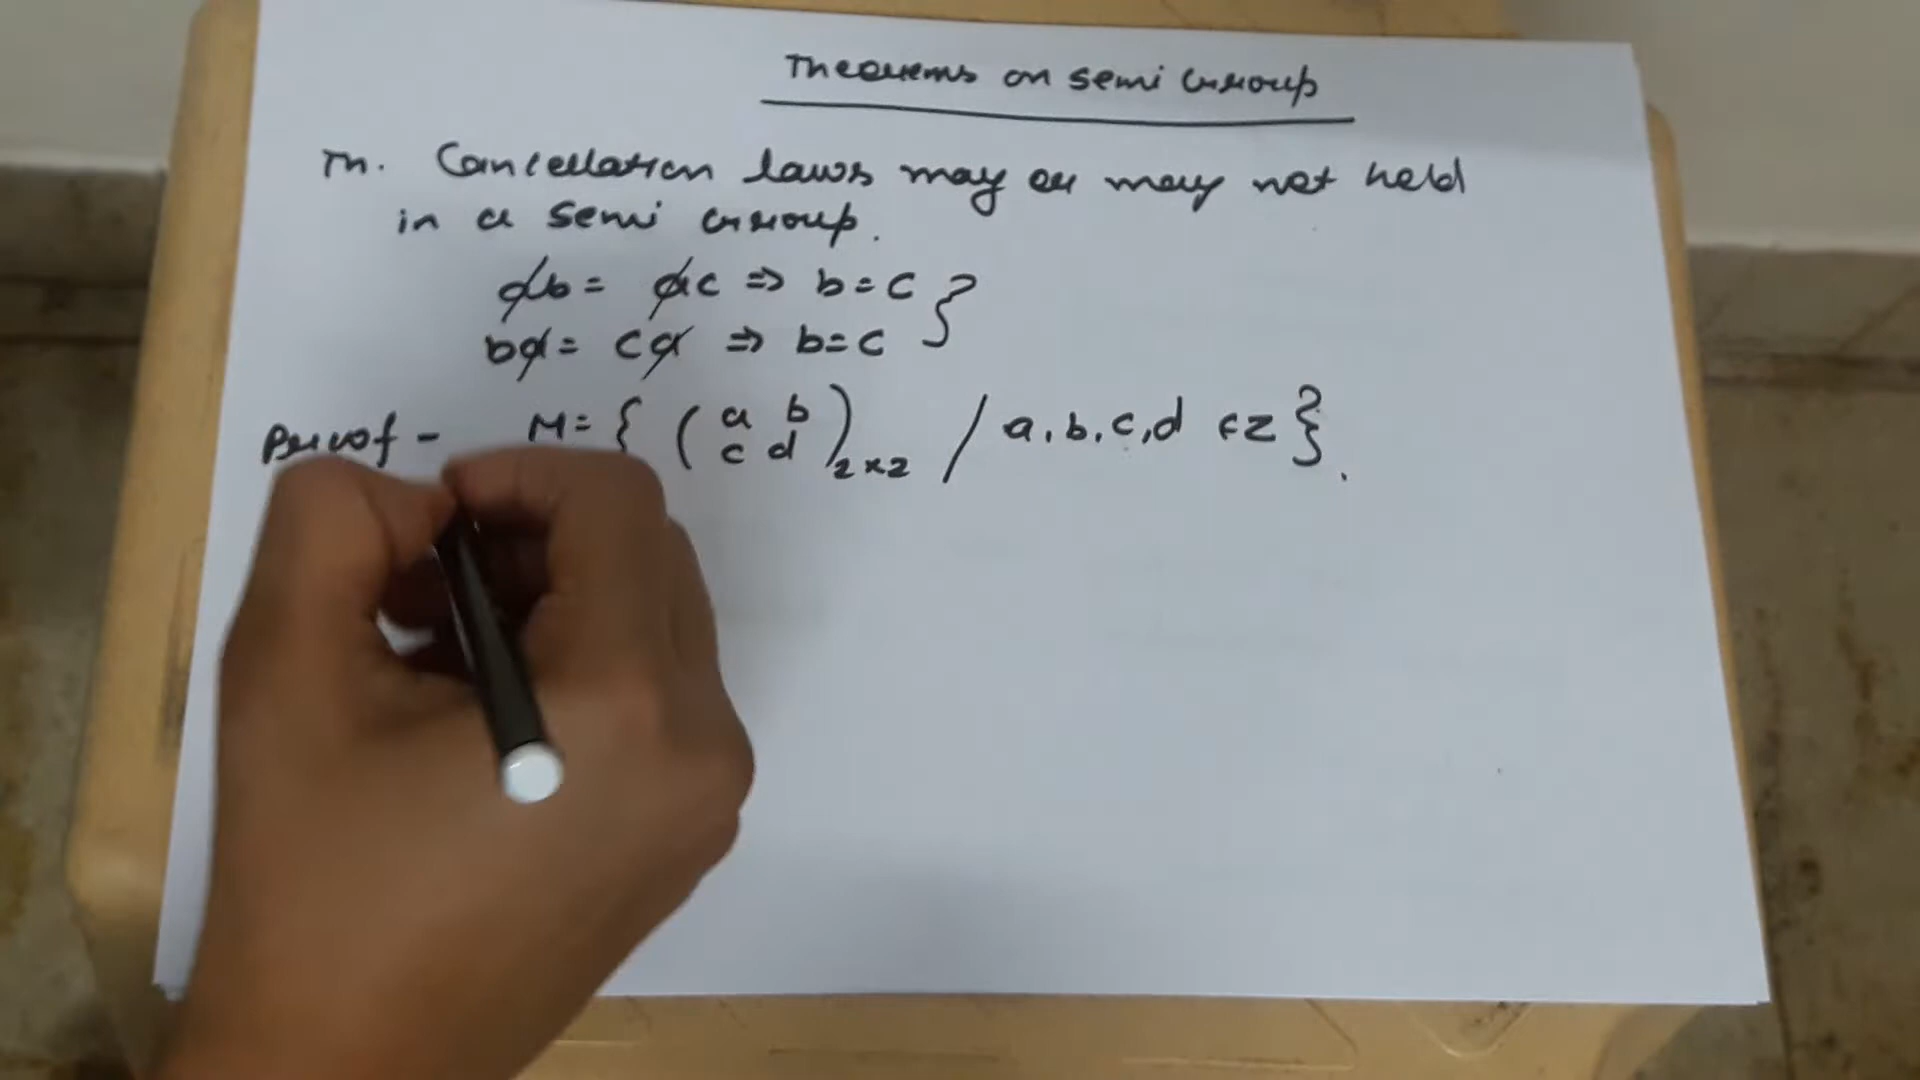 Theorems on semi Group
Th. Cancellation laws may or may not hold
in a semi Group.
ab = ac ⇒ b=c }
ba = ca ⇒ b=c
Proof - M= { ( a b
c d )2×2 / a,b,c,d ∈ Z }.